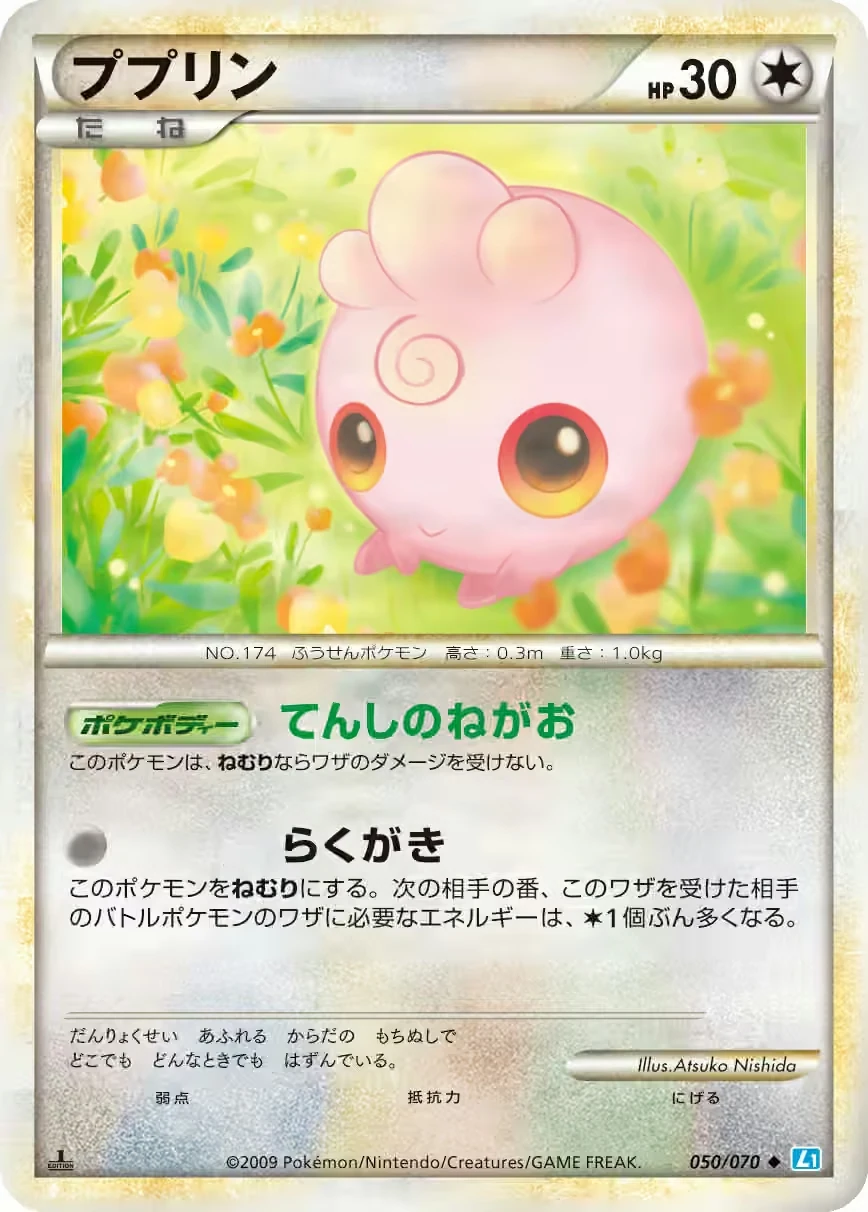 ププリン
HP30
たね
NO.174 ふうせんポケモン 高さ：0.3m 重さ：1.0kg
ポケボディー てんしのねがお
このポケモンは、ねむりならワザのダメージを受けない。
らくがき
このポケモンをねむりにする。次の相手の番、このワザを受けた相手
のバトルポケモンのワザに必要なエネルギーは、✶1個ぶん多くなる。
だんりょくせい あふれる からだの もちぬしで
どこでも どんなときでも はずんでいる。
Illus.Atsuko Nishida
弱点 抵抗力 にげる
1 EDITION
©2009 Pokémon/Nintendo/Creatures/GAME FREAK.
050/070 ◆ L1